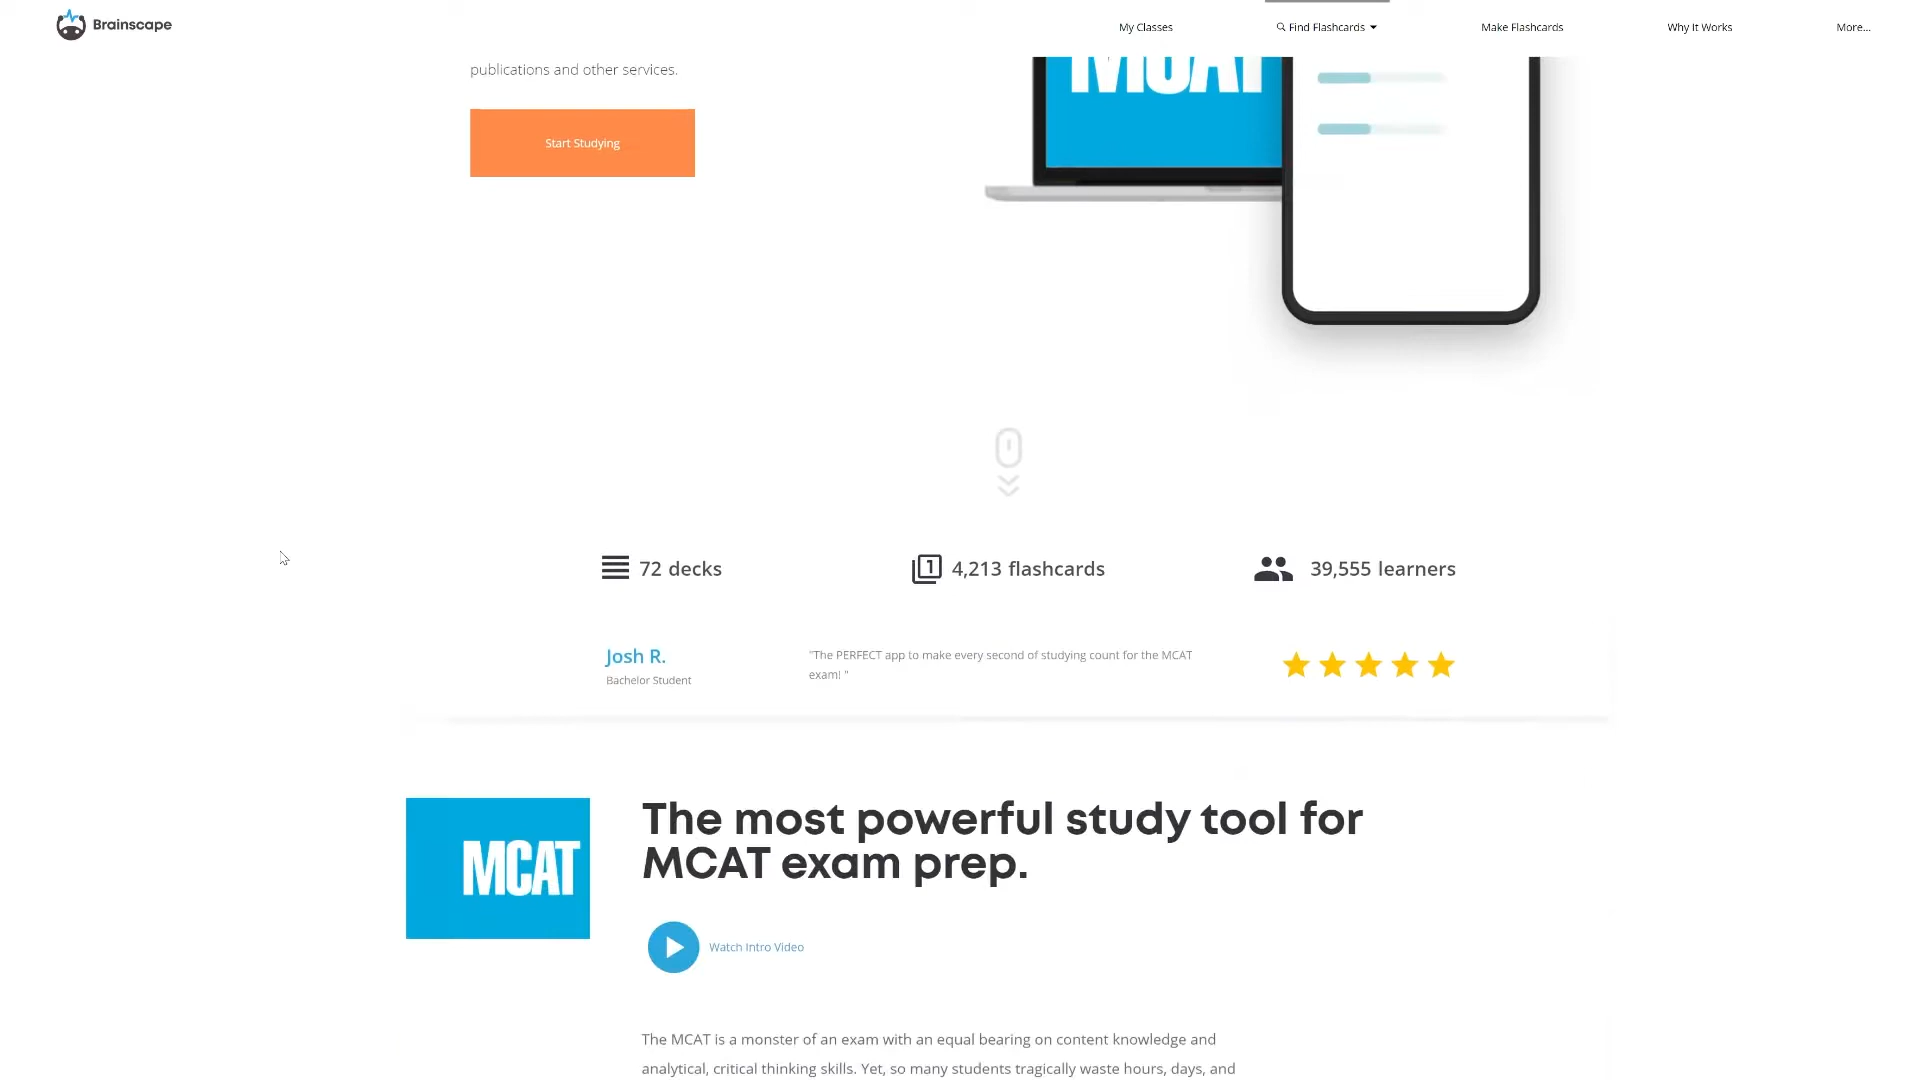 Brainscape
My Classes
Find Flashcards
Make Flashcards
Why It Works
More...
publications and other services.
MCAT
Start Studying
72 decks
1
4,213 flashcards
39,555 learners
Josh R.
Bachelor Student
"The PERFECT app to make every second of studying count for the MCAT
exam! "
MCAT
The most powerful study tool for
MCAT exam prep.
Watch Intro Video
The MCAT is a monster of an exam with an equal bearing on content knowledge and
analytical, critical thinking skills. Yet, so many students tragically waste hours, days, and